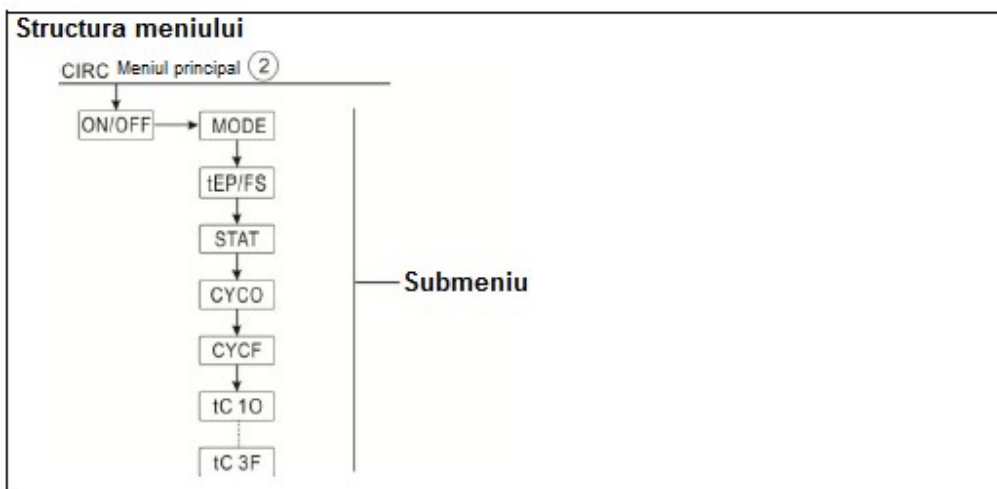 Structura meniului
CIRC Meniul principal 2
ON/OFF MODE
tEP/FS
STAT
CYCO
Submeniu
CYCF
tC 1O
tC 3F